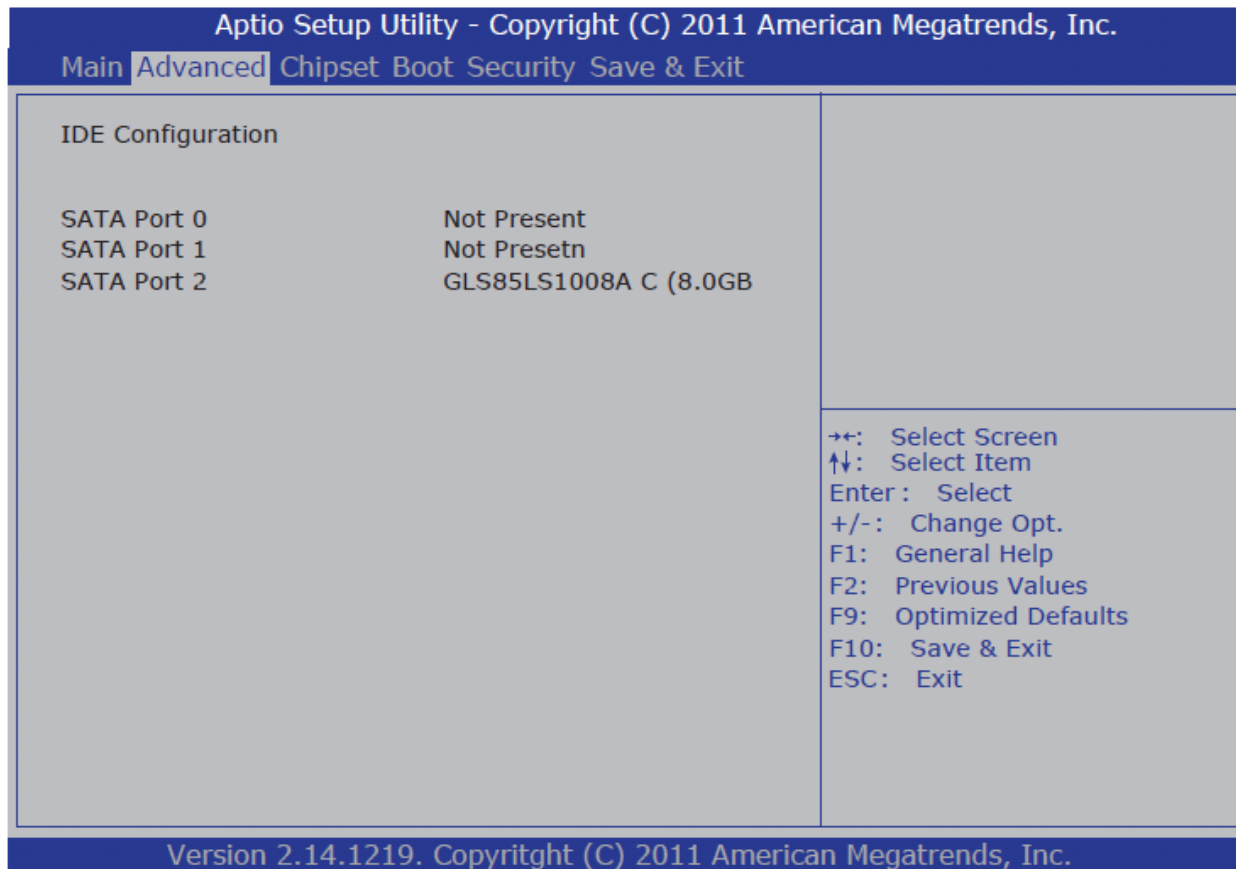 Aptio Setup Utility - Copyright (C) 2011 American Megatrends, Inc.
Main Advanced Chipset Boot Security Save & Exit
IDE Configuration
SATA Port 0 Not Present
SATA Port 1 Not Presetn
SATA Port 2 GLS85LS1008A C (8.0GB
→←: Select Screen
↑↓: Select Item
Enter : Select
+/-: Change Opt.
F1: General Help
F2: Previous Values
F9: Optimized Defaults
F10: Save & Exit
ESC: Exit
Version 2.14.1219. Copyritght (C) 2011 American Megatrends, Inc.